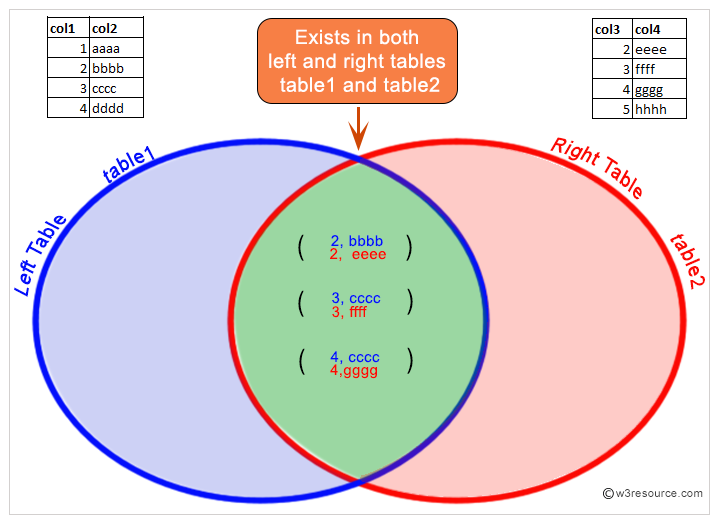 col1 col2
1 aaaa
2 bbbb
3 cccc
4 dddd
Exists in both
left and right tables
table1 and table2
col3 col4
2 eeee
3 ffff
4 gggg
5 hhhh
Left Table
table1
Right Table
table2
( 2, bbbb )
2, eeee
( 3, cccc )
3, ffff
( 4, cccc )
4,gggg
©w3resource.com